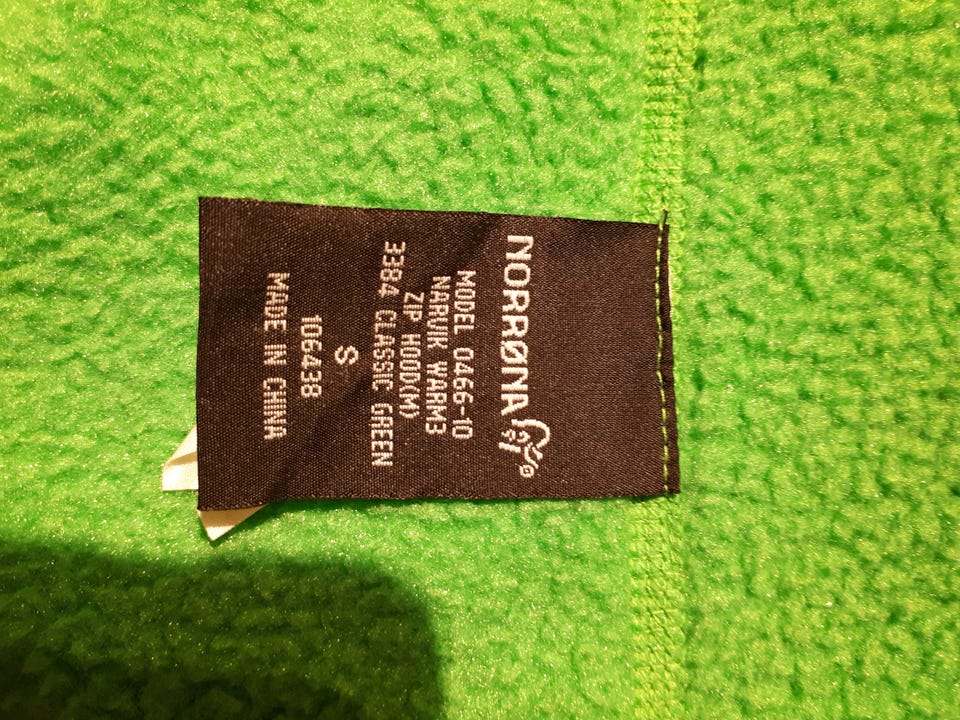 NORRØNA
MODEL 0466-10
NARVIK WARM3
ZIP HOOD(M)
3384 CLASSIC GREEN
S
106438
MADE IN CHINA